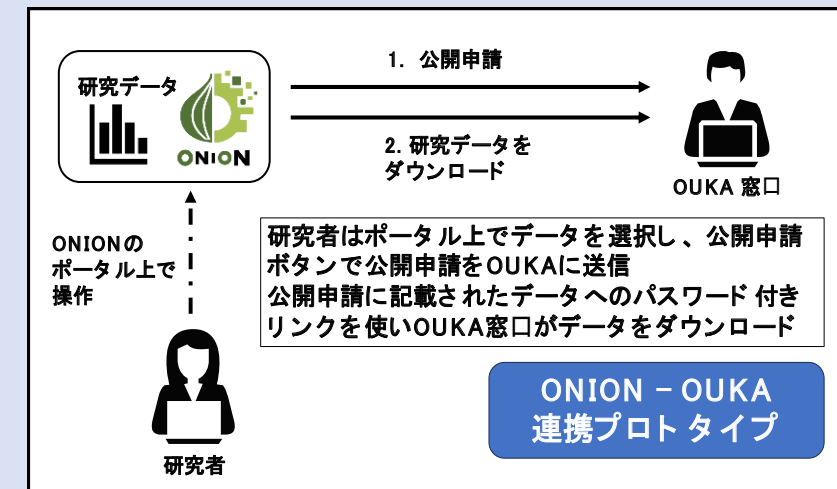 研究データ
ONION
1. 公開申請
2. 研究データを
ダウンロード
OUKA 窓口
ONIONの
ポータル上で
操作
研究者はポータル上でデータを選択し、公開申請
ボタンで公開申請をOUKAに送信
公開申請に記載されたデータへのパスワード付き
リンクを使いOUKA窓口がデータをダウンロード
研究者
ONION － OUKA
連携プロトタイプ